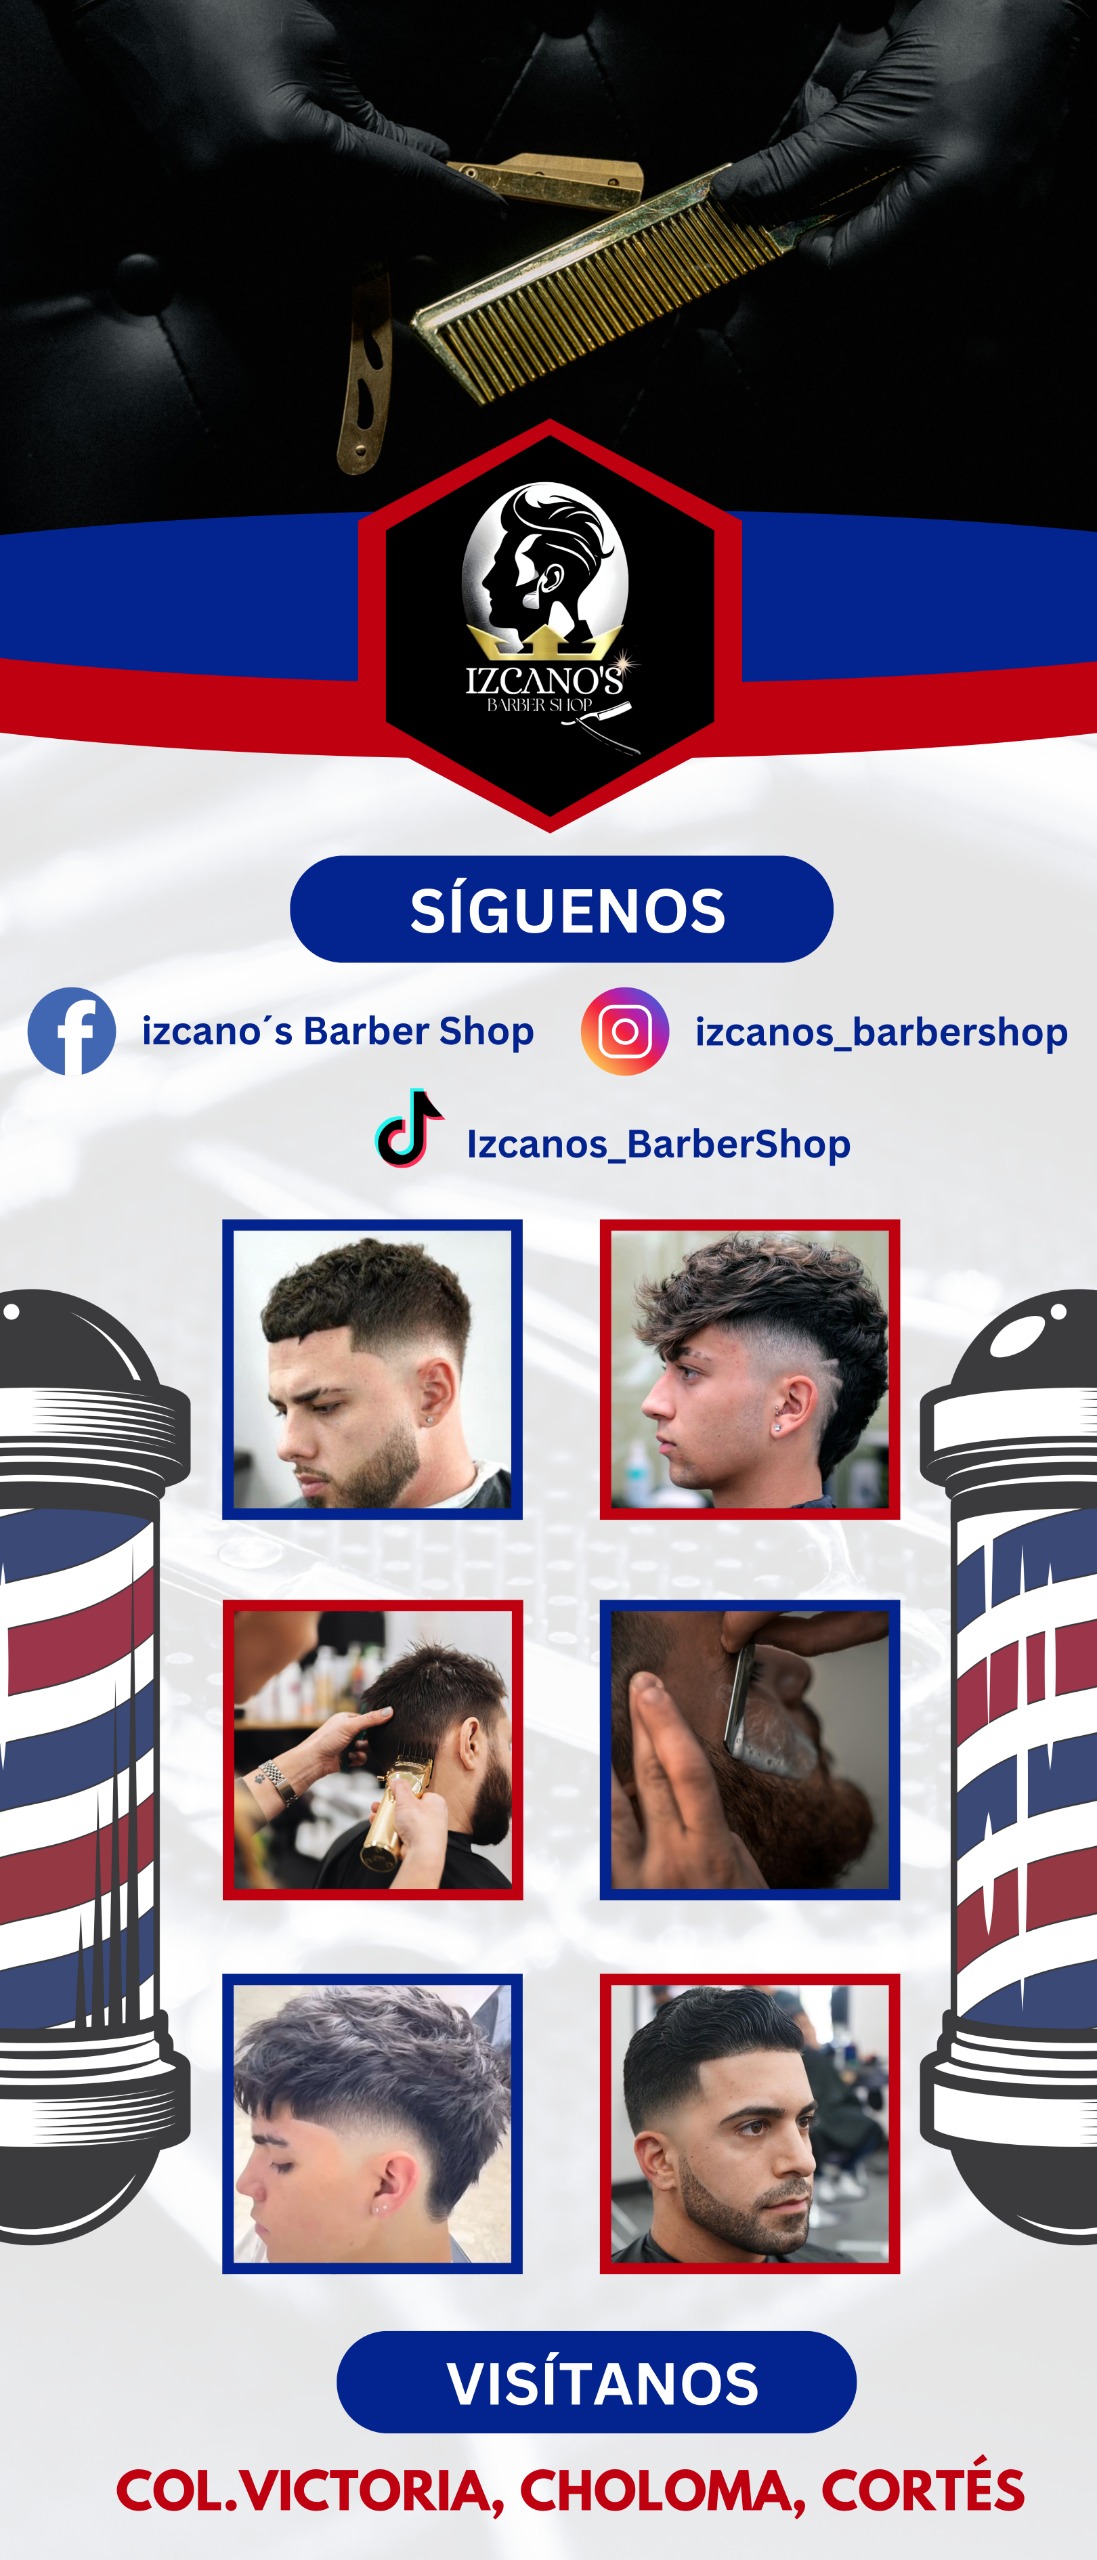 IZCANO'S
BARBER SHOP
SÍGUENOS
izcano´s Barber Shop
izcanos_barbershop
Izcanos_BarberShop
VISÍTANOS
COL.VICTORIA, CHOLOMA, CORTÉS